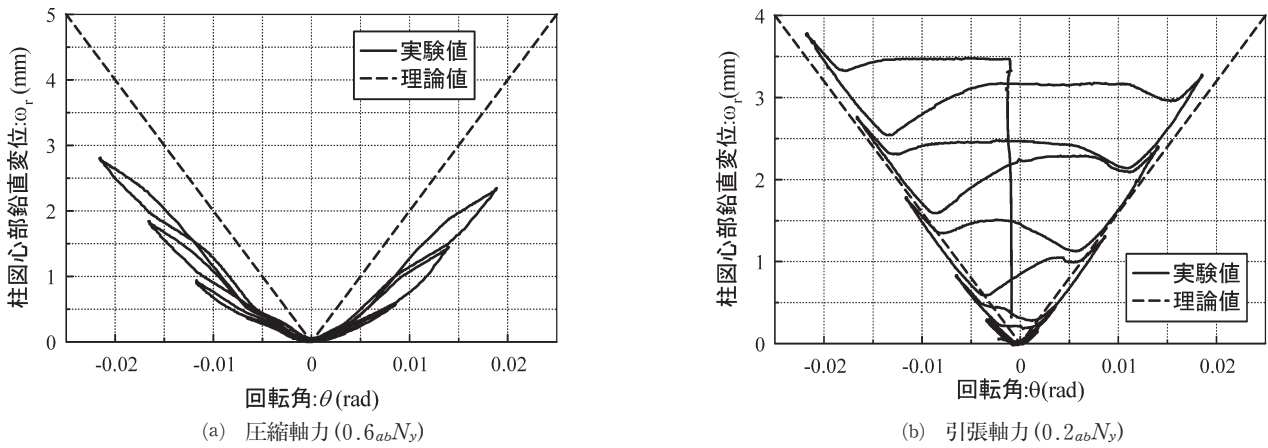 柱図心部鉛直変位:ωr (mm)
5
4
3
2
1
0
実験値
理論値
-0.02 -0.01 0 0.01 0.02
回転角:θ(rad)
(a) 圧縮軸力(0.6abNy)
柱図心部鉛直変位:ωr(mm)
4
3
2
1
0
実験値
理論値
-0.02 -0.01 0 0.01 0.02
回転角:θ(rad)
(b) 引張軸力(0.2abNy)